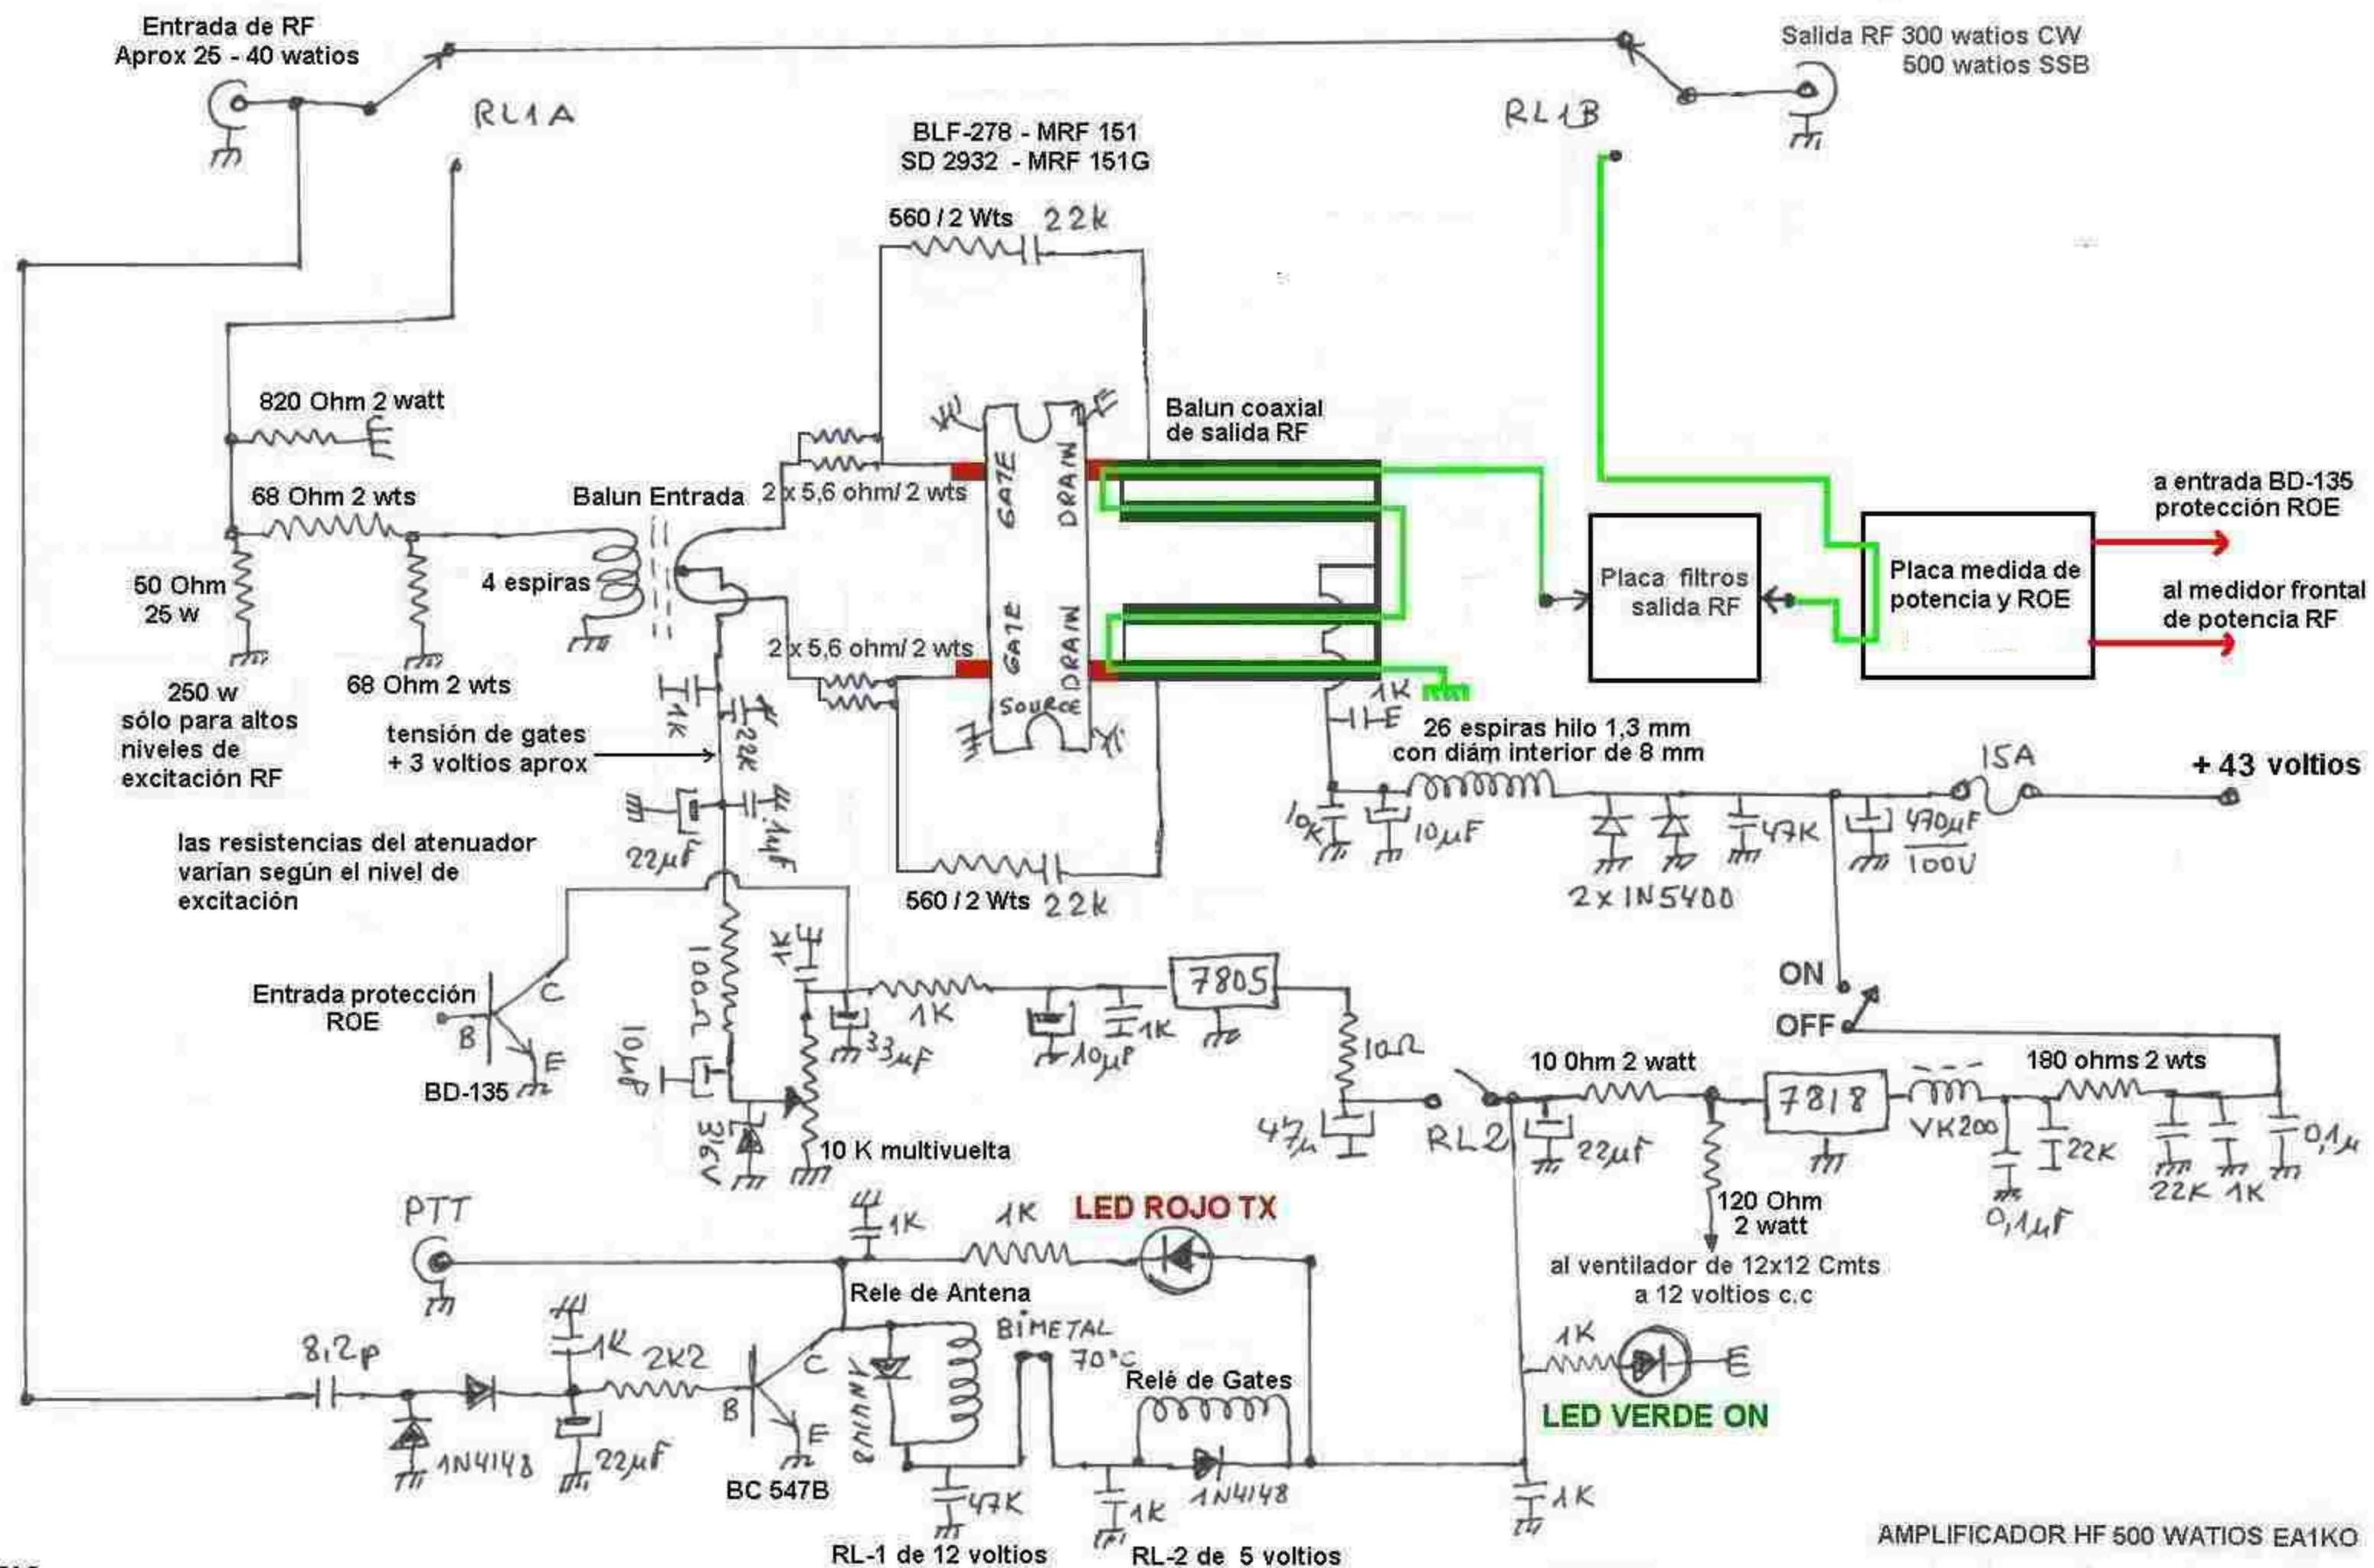 Entrada de RF
Aprox 25 - 40 watios
Salida RF 300 watios CW
500 watios SSB
RL1A
RL1B
BLF-278 - MRF 151
SD 2932 - MRF 151G
560 / 2 Wts
22k
820 Ohm 2 watt
Balun coaxial
de salida RF
68 Ohm 2 wts
Balun Entrada
2 x 5,6 ohm/ 2 wts
GATE
DRAIN
a entrada BD-135
protección ROE
50 Ohm
25 w
4 espiras
Placa filtros
salida RF
Placa medida de
potencia y ROE
al medidor frontal
de potencia RF
2 x 5,6 ohm/ 2 wts
GATE
DRAIN
SOURCE
250 w
sólo para altos
niveles de
excitación RF
68 Ohm 2 wts
1K
22K
1K
tensión de gates
+ 3 voltios aprox
26 espiras hilo 1,3 mm
con diám interior de 8 mm
15A
+ 43 voltios
las resistencias del atenuador
varían según el nivel de
excitación
22µF
.1µF
10K
10µF
47K
470µF
100V
2x1N5400
560 / 2 Wts
22k
Entrada protección
ROE
C
B
E
BD-135
100Ω
1K
10µF
3'6V
33µF
1K
10µF
1K
7805
10Ω
47µ
10 K multivuelta
ON
OFF
RL2
10 Ohm 2 watt
22µF
7818
VK200
180 ohms 2 wts
0,1µF
22K
22K
1K
0,1µ
120 Ohm
2 watt
al ventilador de 12x12 Cmts
a 12 voltios c.c
PTT
1K
1K
LED ROJO TX
Rele de Antena
BiMETAL
70°C
8,2p
1K
2K2
C
B
E
1N4148
Relé de Gates
1K
LED VERDE ON
1N4148
22µF
BC 547B
47K
1K
1N4148
1K
RL-1 de 12 voltios
RL-2 de 5 voltios
AMPLIFICADOR HF 500 WATIOS EA1KO